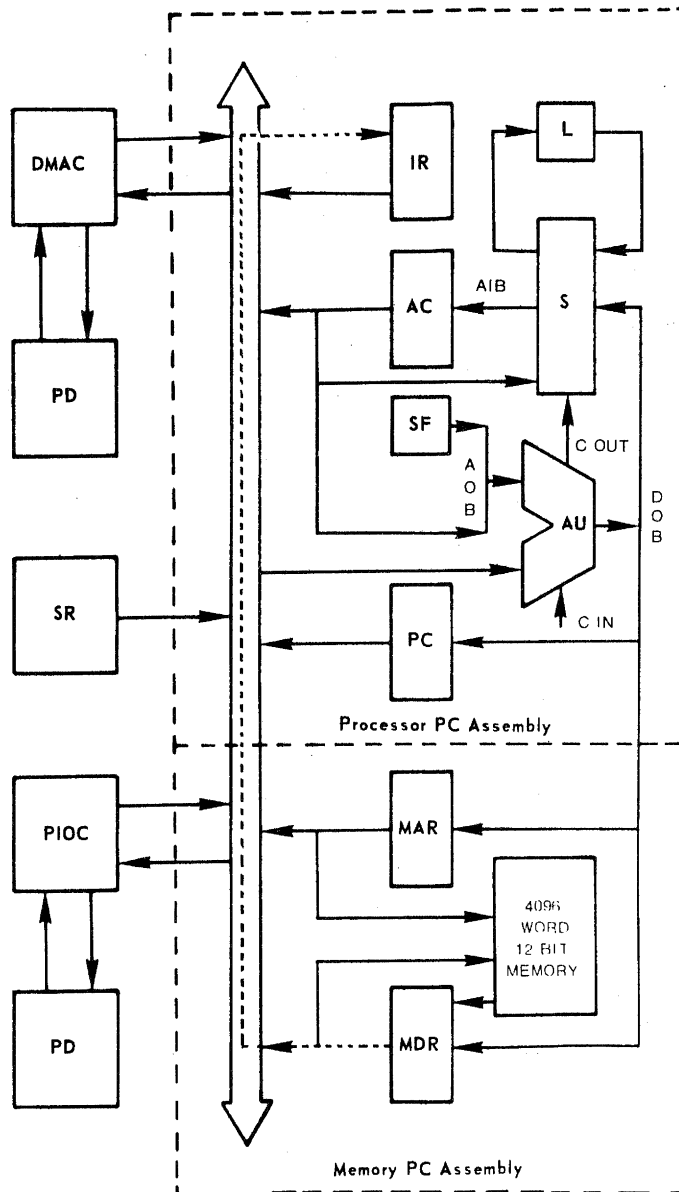 DMAC
IR
L
AC
AIB
S
PD
SF
A
O
B
C OUT
AU
D
O
B
SR
C IN
PC
Processor PC Assembly
MAR
PIOC
4096
WORD
12 BIT
MEMORY
MDR
PD
Memory PC Assembly